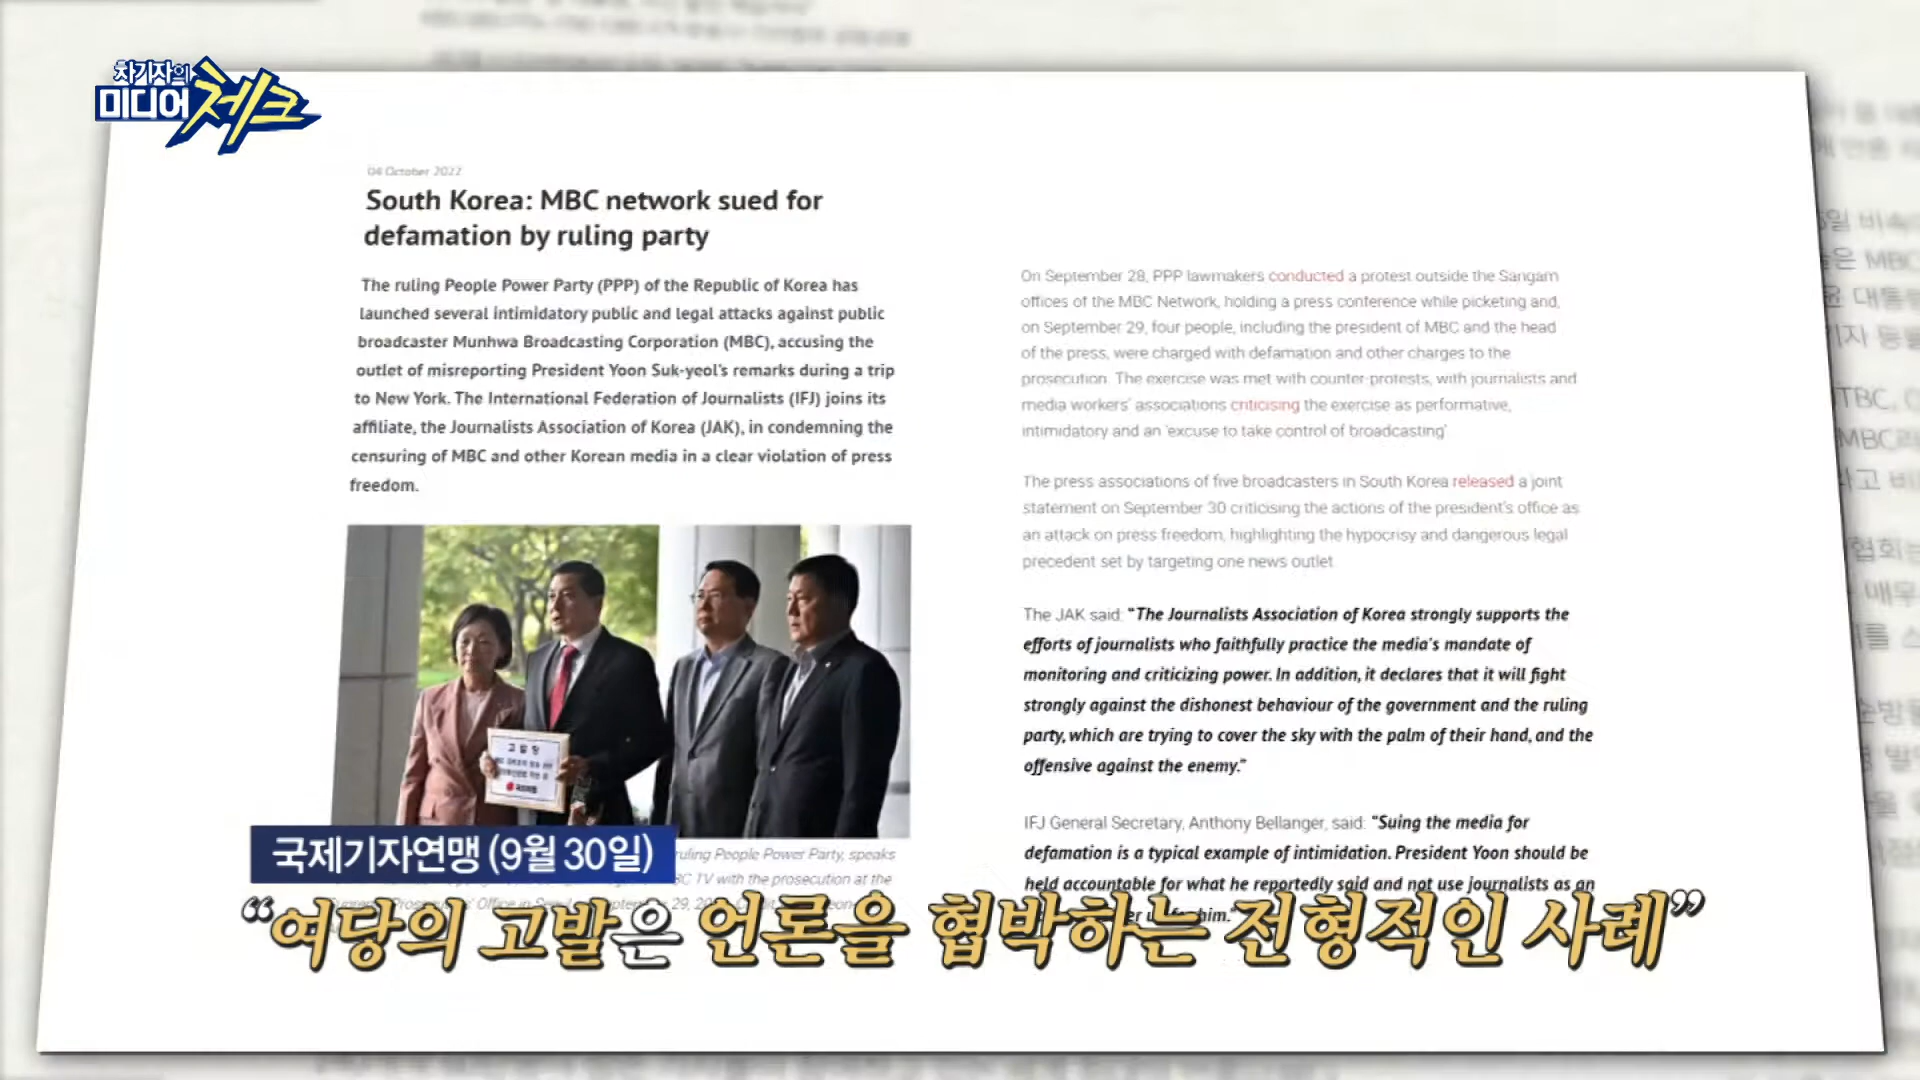 차기자의
미디어 체크
04 October 2022
South Korea: MBC network sued for
defamation by ruling party
The ruling People Power Party (PPP) of the Republic of Korea has
launched several intimidatory public and legal attacks against public
broadcaster Munhwa Broadcasting Corporation (MBC), accusing the
outlet of misreporting President Yoon Suk-yeol's remarks during a trip
to New York. The International Federation of Journalists (IFJ) joins its
affiliate, the Journalists Association of Korea (JAK), in condemning the
censuring of MBC and other Korean media in a clear violation of press
freedom.
고발장
ruling People Power Party, speaks
TV with the prosecution at the
Office in
29,
On September 28, PPP lawmakers conducted a protest outside the Sangam
offices of the MBC Network, holding a press conference while picketing and,
on September 29, four people, including the president of MBC and the head
of the press, were charged with defamation and other charges to the
prosecution. The exercise was met with counter-protests, with journalists and
media workers' associations criticising the exercise as performative,
intimidatory and an 'excuse to take control of broadcasting'.
The press associations of five broadcasters in South Korea released a joint
statement on September 30 criticising the actions of the president's office as
an attack on press freedom, highlighting the hypocrisy and dangerous legal
precedent set by targeting one news outlet.
The JAK said: "The Journalists Association of Korea strongly supports the
efforts of journalists who faithfully practice the media's mandate of
monitoring and criticizing power. In addition, it declares that it will fight
strongly against the dishonest behaviour of the government and the ruling
party, which are trying to cover the sky with the palm of their hand, and the
offensive against the enemy."
IFJ General Secretary, Anthony Bellanger, said: "Suing the media for
defamation is a typical example of intimidation. President Yoon should be
held accountable for what he reportedly said and not use journalists as an
him."
국제기자연맹 (9월 30일)
“여당의 고발은 언론을 협박하는 전형적인 사례”